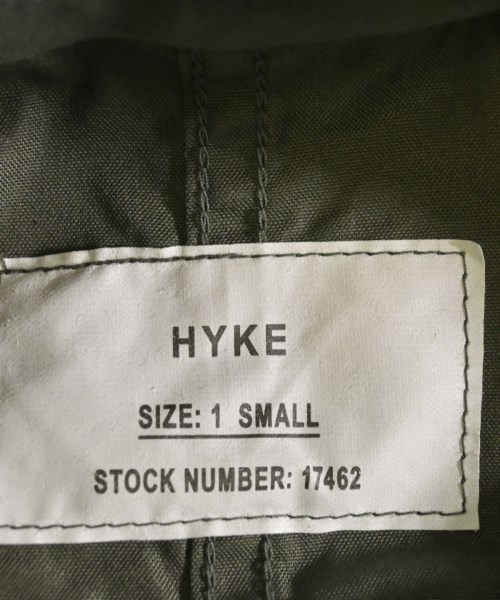 HYKE
SIZE: 1 SMALL
STOCK NUMBER: 17462